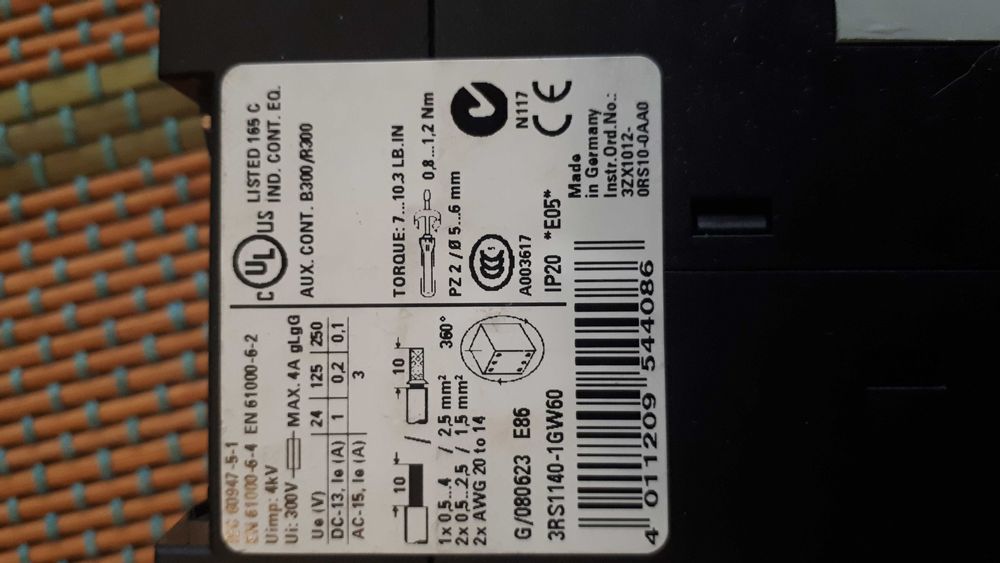 IEC 60947-5-1
EN 61000-6-4 EN 61000-6-2
Uimp: 4kV
Ui: 300V MAX. 4A gLgG
Ue (V) 24 125 250
DC-13, Ie (A) 1 0,2 0,1
AC-15, Ie (A) 3
C UL US LISTED 165 C
IND. CONT. EQ.
AUX. CONT. B300/R300
10 / 10
1x 0,5...4 / 2,5 mm²
2x 0,5...2,5 / 1,5 mm²
2x AWG 20 to 14
360°
TORQUE: 7...10.3 LB.IN
0,8...1,2 Nm
PZ 2 / Ø 5...6 mm
CCC
A003617
N117
CE
G/080623 E86
IP20 *E05*
3RS1140-1GW60
Made
in Germany
Instr.Ord.No.:
3ZX1012-
0RS10-0AA0
4 011209 544086